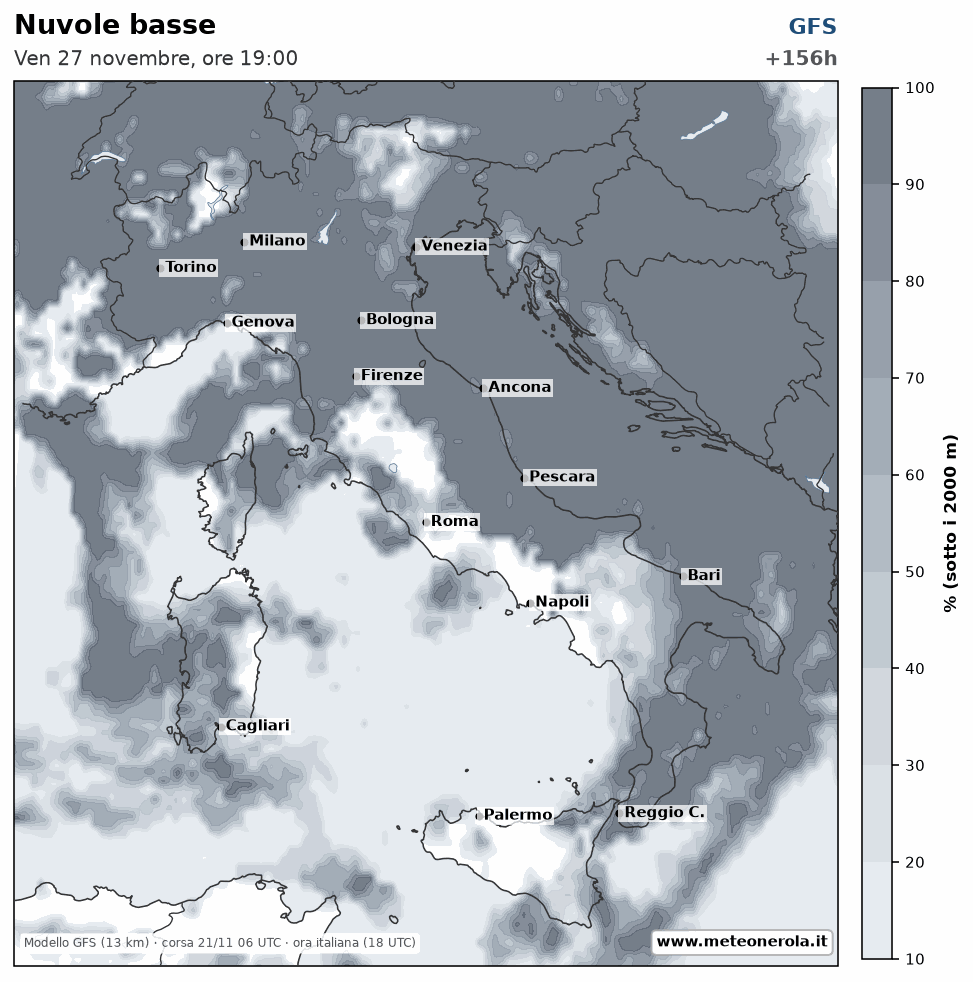 Nuvole basse
GFS
Ven 27 novembre, ore 19:00
+156h
100
90
80
70
60
50
40
30
20
10
% (sotto i 2000 m)
Milano
Venezia
Torino
Genova
Bologna
Firenze
Ancona
Pescara
Roma
Bari
Napoli
Cagliari
Palermo
Reggio C.
Modello GFS (13 km) · corsa 21/11 06 UTC · ora italiana (18 UTC)
www.meteonerola.it